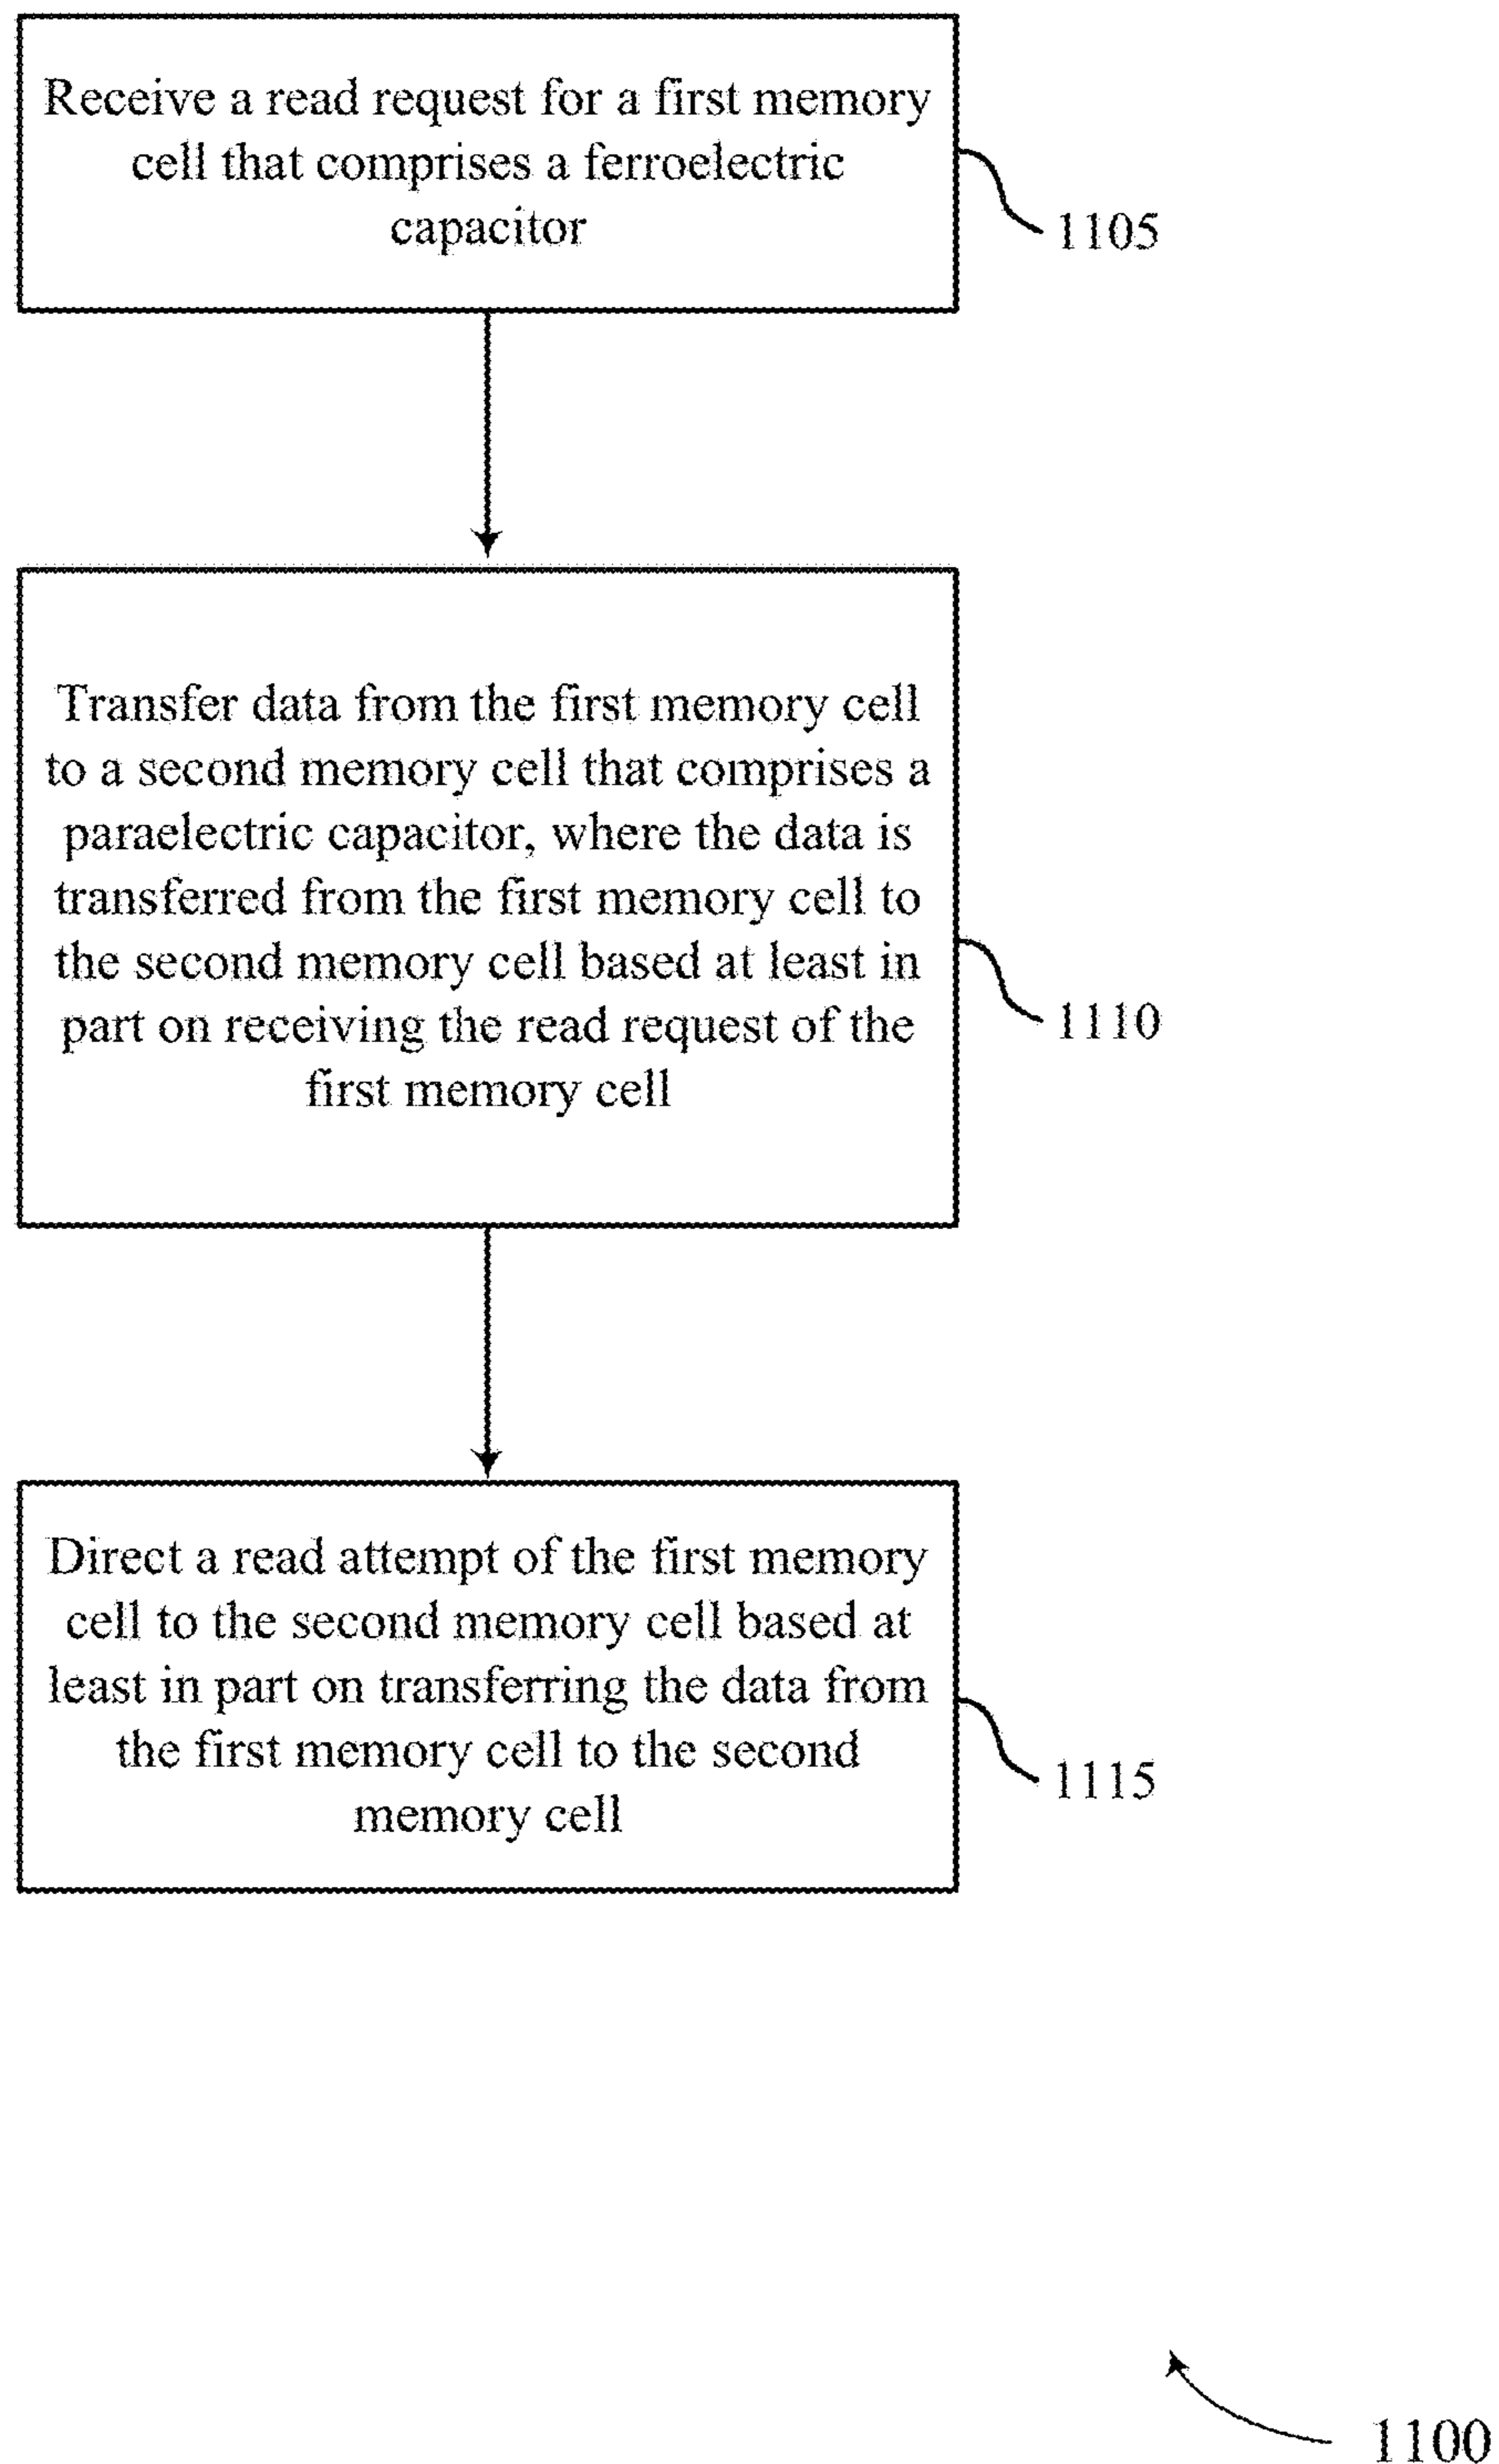 Receive a read request for a first memory
cell that comprises a ferroelectric
capacitor
1105
Transfer data from the first memory cell
to a second memory cell that comprises a
paraelectric capacitor, where the data is
transferred from the first memory cell to
the second memory cell based at least in
part on receiving the read request of the
first memory cell
1110
Direct a read attempt of the first memory
cell to the second memory cell based at
least in part on transferring the data from
the first memory cell to the second
memory cell
1115
1100